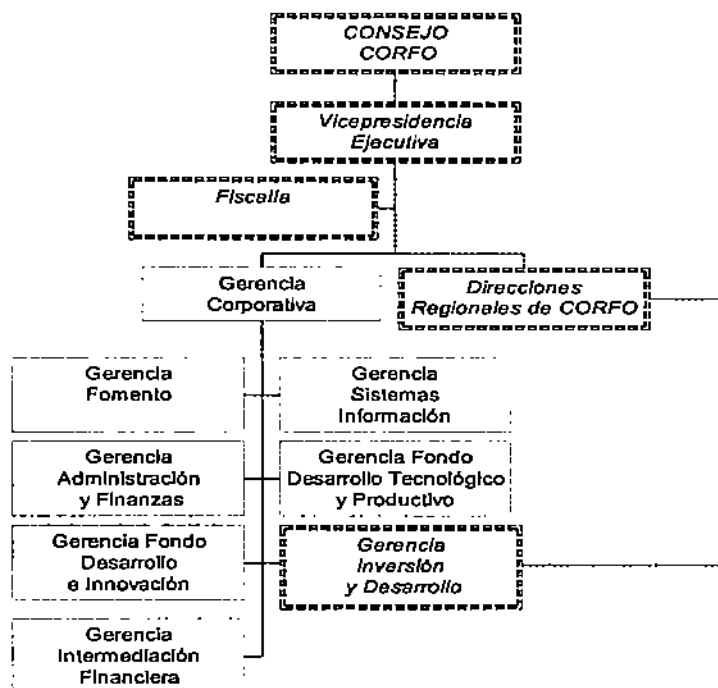 CONSEJO
CORFO
Vicepresidencia
Ejecutiva
Fiscalía
Gerencia
Corporativa
Direcciones
Regionales de CORFO
Gerencia
Fomento
Gerencia
Sistemas
Información
Gerencia
Administración
y Finanzas
Gerencia Fondo
Desarrollo Tecnológico
y Productivo
Gerencia Fondo
Desarrollo
e Innovación
Gerencia
Inversión
y Desarrollo
Gerencia
Intermediación
Financiera